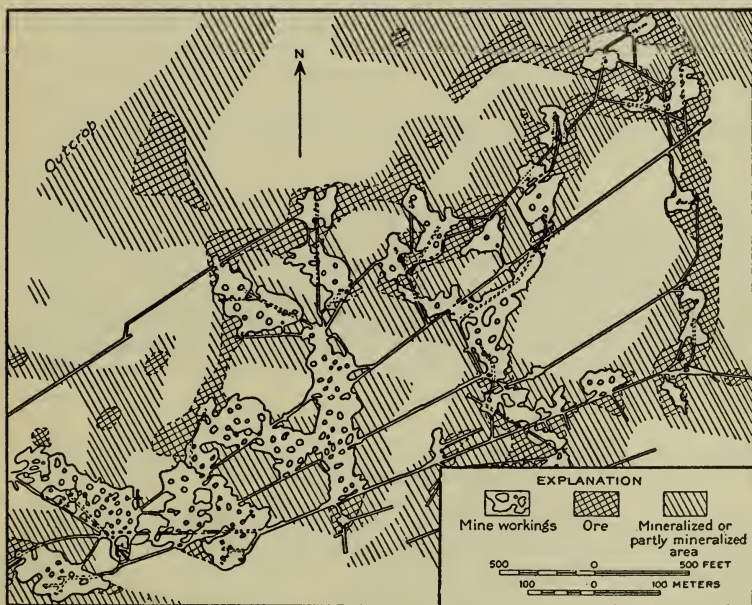 N
Outcrop
EXPLANATION
Mine workings
Ore
Mineralized or
partly mineralized
area
500 0 500 FEET
100 0 100 METERS